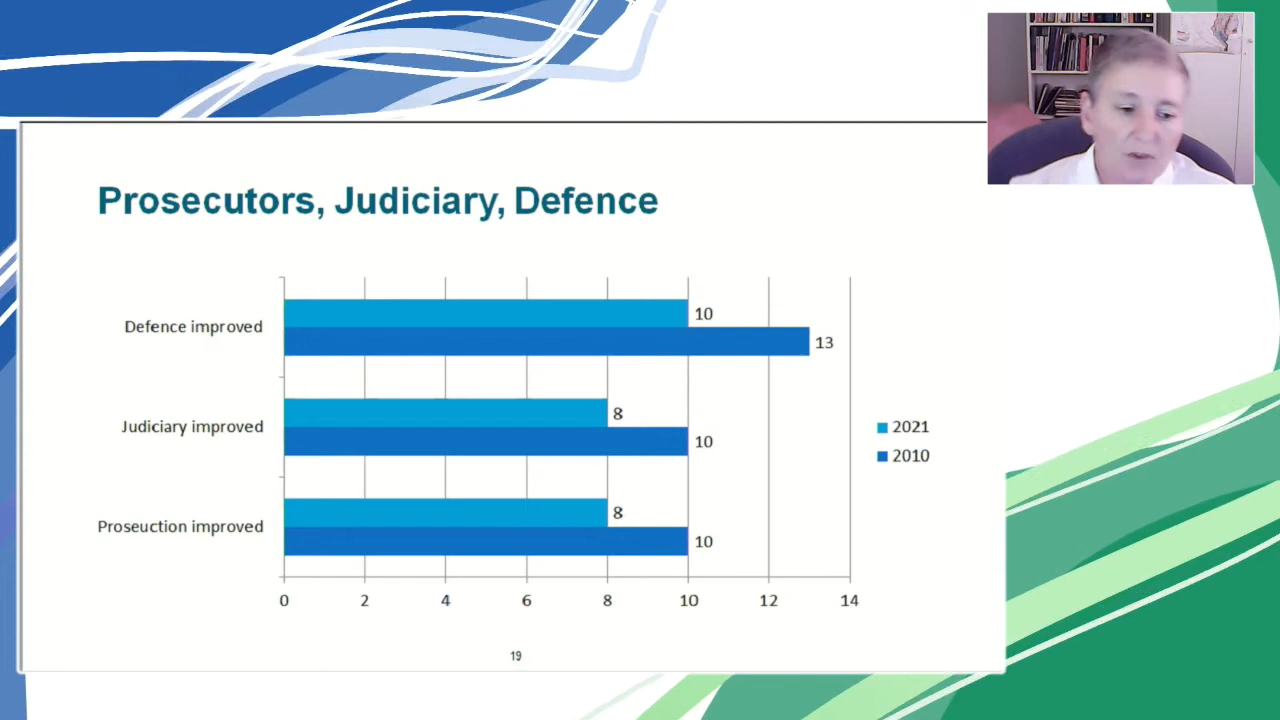 Prosecutors, Judiciary, Defence
Defence improved
10
13
Judiciary improved
8
10
Proseuction improved
8
10
2021
2010
0 2 4 6 8 10 12 14
19